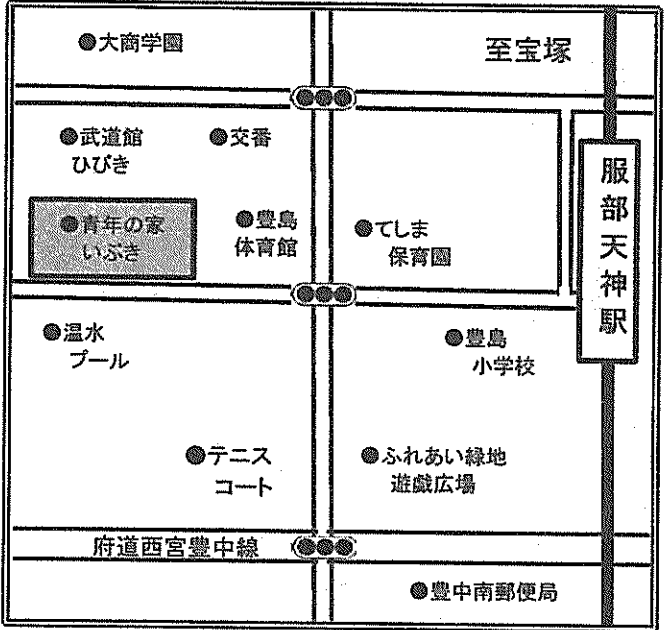 ●大商学園
至宝塚
●武道館
ひびき
●交番
服部天神駅
●青年の家
いぶき
●豊島
体育館
●てしま
保育園
●温水
プール
●豊島
小学校
●テニス
コート
●ふれあい緑地
遊戯広場
府道西宮豊中線
●豊中南郵便局